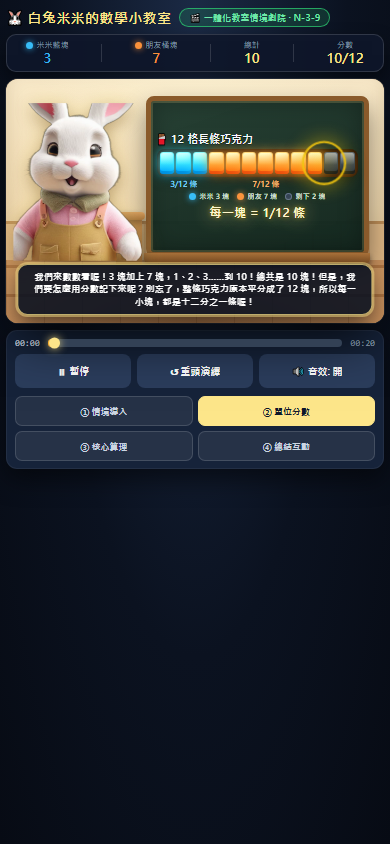 白兔米米的數學小教室
一體化教室情境劇院 · N-3-9
米米藍塊
3
朋友橘塊
7
總計
10
分數
10/12
12 格長條巧克力
3/12 條
7/12 條
米米 3 塊 朋友 7 塊 剩下 2 塊
每一塊 = 1/12 條
我們來數數看喔！3 塊加上 7 塊，1、2、3......到 10！總共是 10 塊！但是，我
們要怎麼用分數記下來呢？別忘了，整條巧克力原本平分成了 12 塊，所以每一
小塊，都是十二分之一條喔！
00:00
00:20
⏸ 暫停
↺ 重頭演繹
🔊 音效: 開
① 情境導入
② 單位分數
③ 核心算理
④ 總結互動